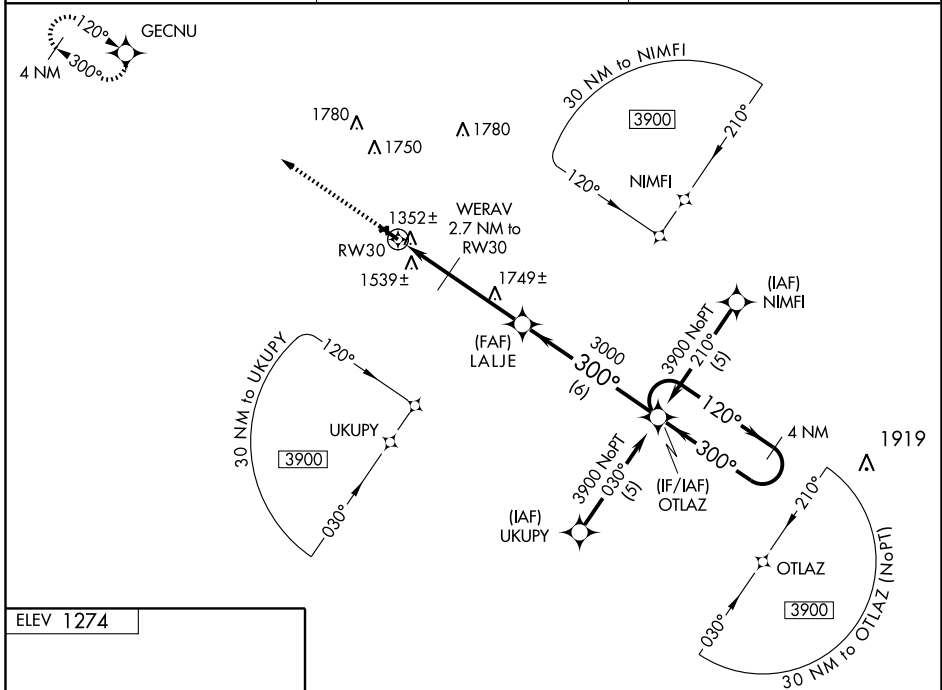 120°
GECNU
300°
4 NM
30 NM to NIMFI
3900
210°
120°
NIMFI
1780
1780
1750
1352±
WERAV
2.7 NM to
RW30
RW30
1539±
1749±
(FAF)
LALJE
3000
300°
(6)
(IAF)
NIMFI
3900 NoPT
210°
(5)
120°
300°
4 NM
1919
30 NM to UKUPY
120°
UKUPY
3900
030°
3900 NoPT
030°
(5)
(IF/IAF)
OTLAZ
(IAF)
UKUPY
210°
OTLAZ
3900
030°
30 NM to OTLAZ (NoPT)
ELEV 1274